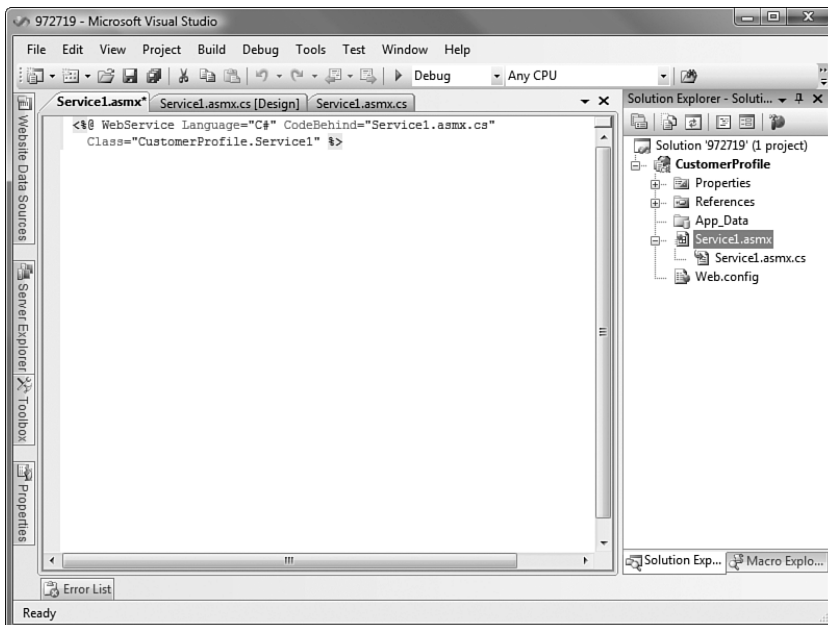 972719 - Microsoft Visual Studio
File Edit View Project Build Debug Tools Test Window Help
Debug Any CPU
Service1.asmx* Service1.asmx.cs [Design] Service1.asmx.cs
<%@ WebService Language="C#" CodeBehind="Service1.asmx.cs"
Class="CustomerProfile.Service1" %>
Website Data Sources
Server Explorer
Toolbox
Properties
Solution Explorer - Soluti...
Solution '972719' (1 project)
CustomerProfile
Properties
References
App_Data
Service1.asmx
Service1.asmx.cs
Web.config
Solution Exp... Macro Explo...
Error List
Ready